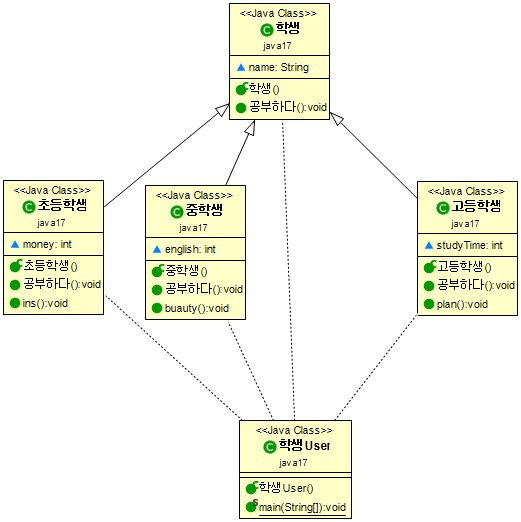 <<Java Class>>
학생
java17
name: String
학생()
공부하다():void
<<Java Class>>
초등학생
java17
money: int
초등학생()
공부하다():void
ins():void
<<Java Class>>
중학생
java17
english: int
중학생()
공부하다():void
buauty():void
<<Java Class>>
고등학생
java17
studyTime: int
고등학생()
공부하다():void
plan():void
<<Java Class>>
학생User
java17
학생User()
main(String[]):void